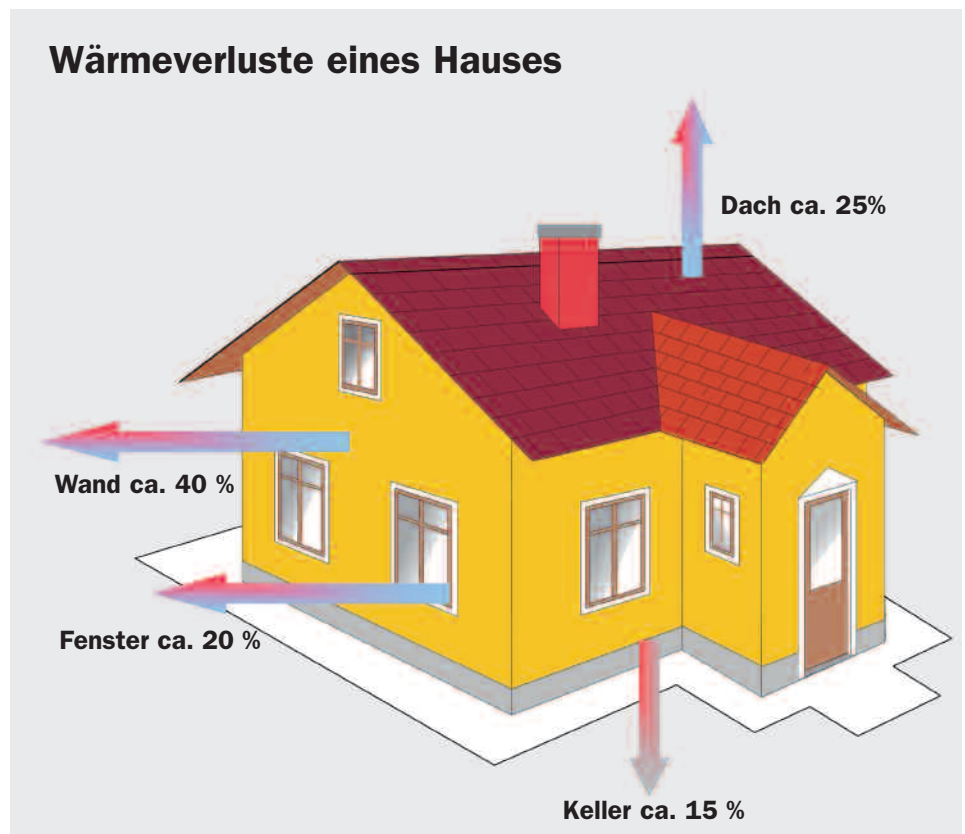 Wärmeverluste eines Hauses
Dach ca. 25%
Wand ca. 40 %
Fenster ca. 20 %
Keller ca. 15 %